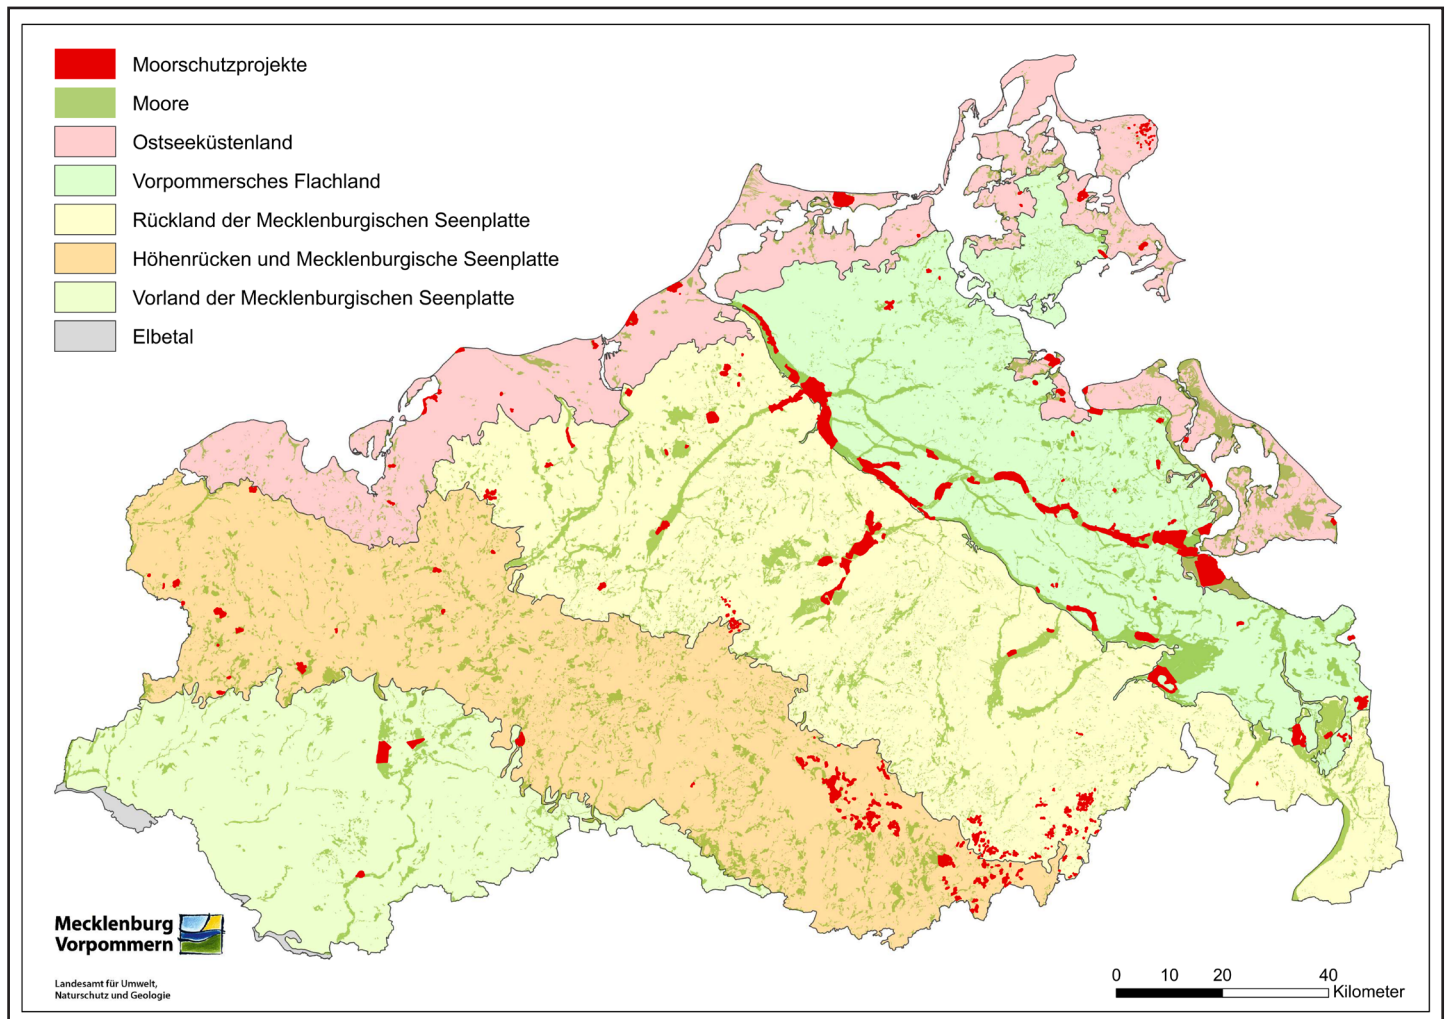 Moorschutzprojekte
Moore
Ostseeküstenland
Vorpommersches Flachland
Rückland der Mecklenburgischen Seenplatte
Höhenrücken und Mecklenburgische Seenplatte
Vorland der Mecklenburgischen Seenplatte
Elbetal
Mecklenburg
Vorpommern
Landesamt für Umwelt,
Naturschutz und Geologie
0 10 20 40
Kilometer